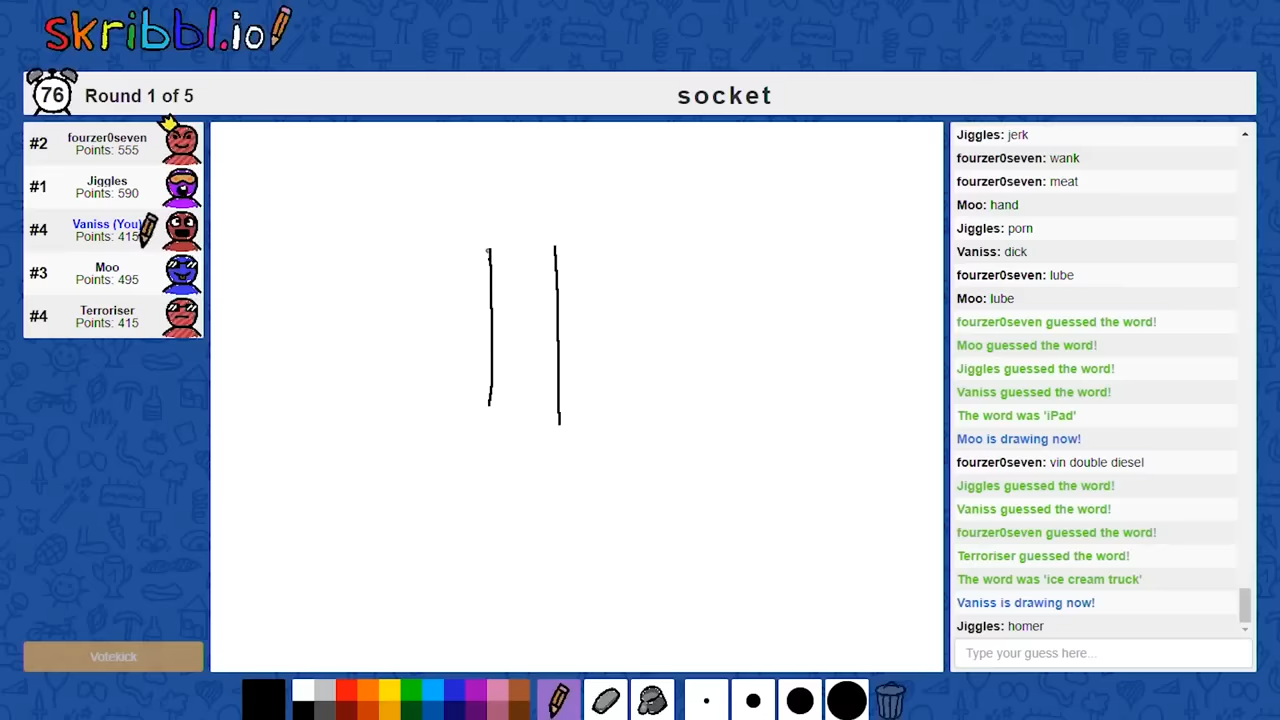 skribbl.io
76
Round 1 of 5
socket
#2
fourzer0seven
Points: 555
#1
Jiggles
Points: 590
#4
Vaniss (You)
Points: 415
#3
Moo
Points: 495
#4
Terroriser
Points: 415
Votekick
Jiggles: jerk
fourzer0seven: wank
fourzer0seven: meat
Moo: hand
Jiggles: porn
Vaniss: dick
fourzer0seven: lube
Moo: lube
fourzer0seven guessed the word!
Moo guessed the word!
Jiggles guessed the word!
Vaniss guessed the word!
The word was 'iPad'
Moo is drawing now!
fourzer0seven: vin double diesel
Jiggles guessed the word!
Vaniss guessed the word!
fourzer0seven guessed the word!
Terroriser guessed the word!
The word was 'ice cream truck'
Vaniss is drawing now!
Jiggles: homer
Type your guess here...